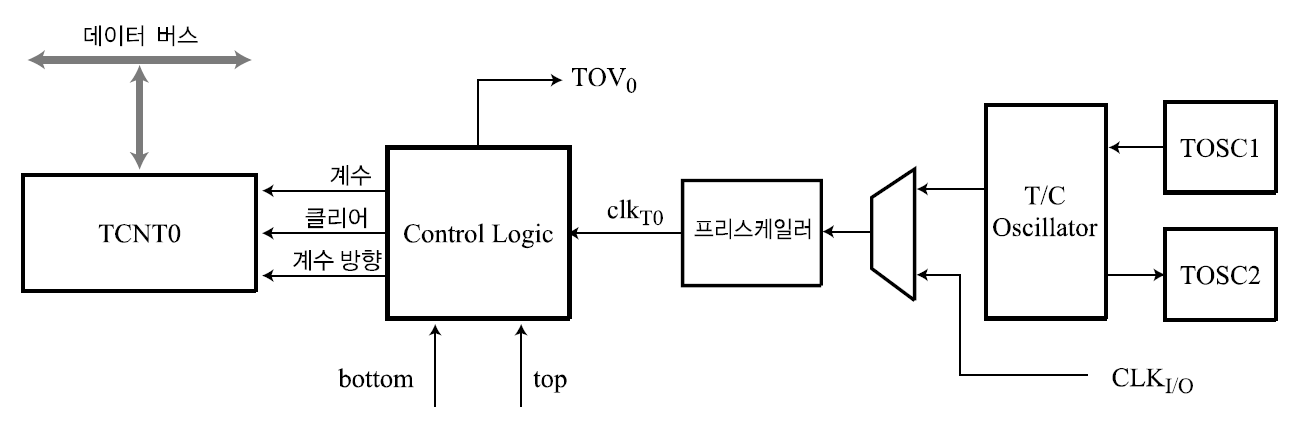 데이터 버스
TOV0
TCNT0
계수
클리어
계수 방향
Control Logic
bottom
top
clkT0
프리스케일러
T/C
Oscillator
TOSC1
TOSC2
CLKI/O